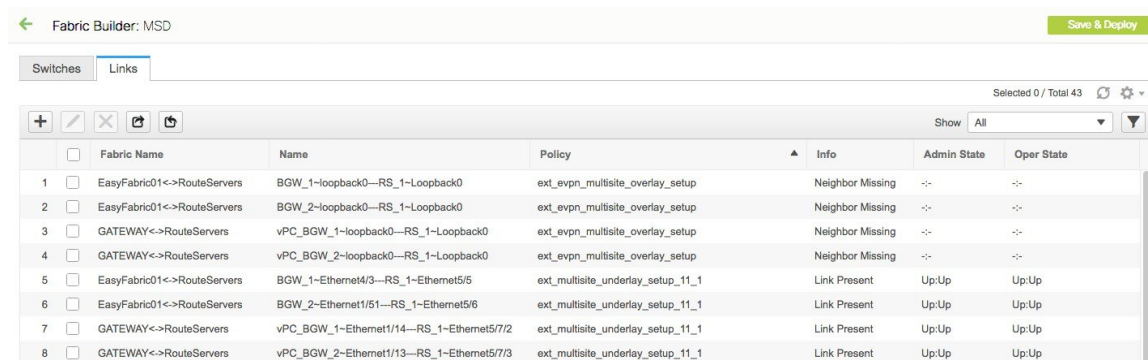 Fabric Builder: MSD
Save & Deploy
Switches Links
Selected 0 / Total 43
Show All
Fabric Name Name Policy Info Admin State Oper State
1 EasyFabric01<->RouteServers BGW_1~loopback0---RS_1~Loopback0 ext_evpn_multisite_overlay_setup Neighbor Missing -:- -:-
2 EasyFabric01<->RouteServers BGW_2~loopback0---RS_1~Loopback0 ext_evpn_multisite_overlay_setup Neighbor Missing -:- -:-
3 GATEWAY<->RouteServers vPC_BGW_1~loopback0---RS_1~Loopback0 ext_evpn_multisite_overlay_setup Neighbor Missing -:- -:-
4 GATEWAY<->RouteServers vPC_BGW_2~loopback0---RS_1~Loopback0 ext_evpn_multisite_overlay_setup Neighbor Missing -:- -:-
5 EasyFabric01<->RouteServers BGW_1~Ethernet4/3---RS_1~Ethernet5/5 ext_multisite_underlay_setup_11_1 Link Present Up:Up Up:Up
6 EasyFabric01<->RouteServers BGW_2~Ethernet1/51---RS_1~Ethernet5/6 ext_multisite_underlay_setup_11_1 Link Present Up:Up Up:Up
7 GATEWAY<->RouteServers vPC_BGW_1~Ethernet1/14---RS_1~Ethernet5/7/2 ext_multisite_underlay_setup_11_1 Link Present Up:Up Up:Up
8 GATEWAY<->RouteServers vPC_BGW_2~Ethernet1/13---RS_1~Ethernet5/7/3 ext_multisite_underlay_setup_11_1 Link Present Up:Up Up:Up